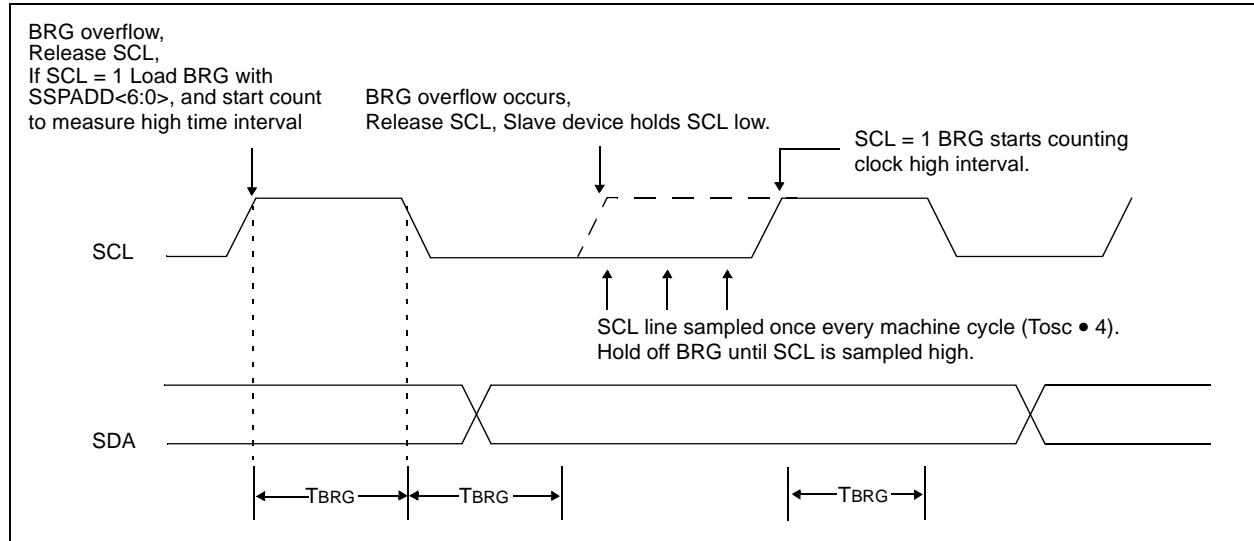 BRG overflow,
Release SCL,
If SCL = 1 Load BRG with
SSPADD<6:0>, and start count
to measure high time interval
BRG overflow occurs,
Release SCL, Slave device holds SCL low.
SCL = 1 BRG starts counting
clock high interval.
SCL
SCL line sampled once every machine cycle (Tosc • 4).
Hold off BRG until SCL is sampled high.
SDA
TBRG
TBRG
TBRG